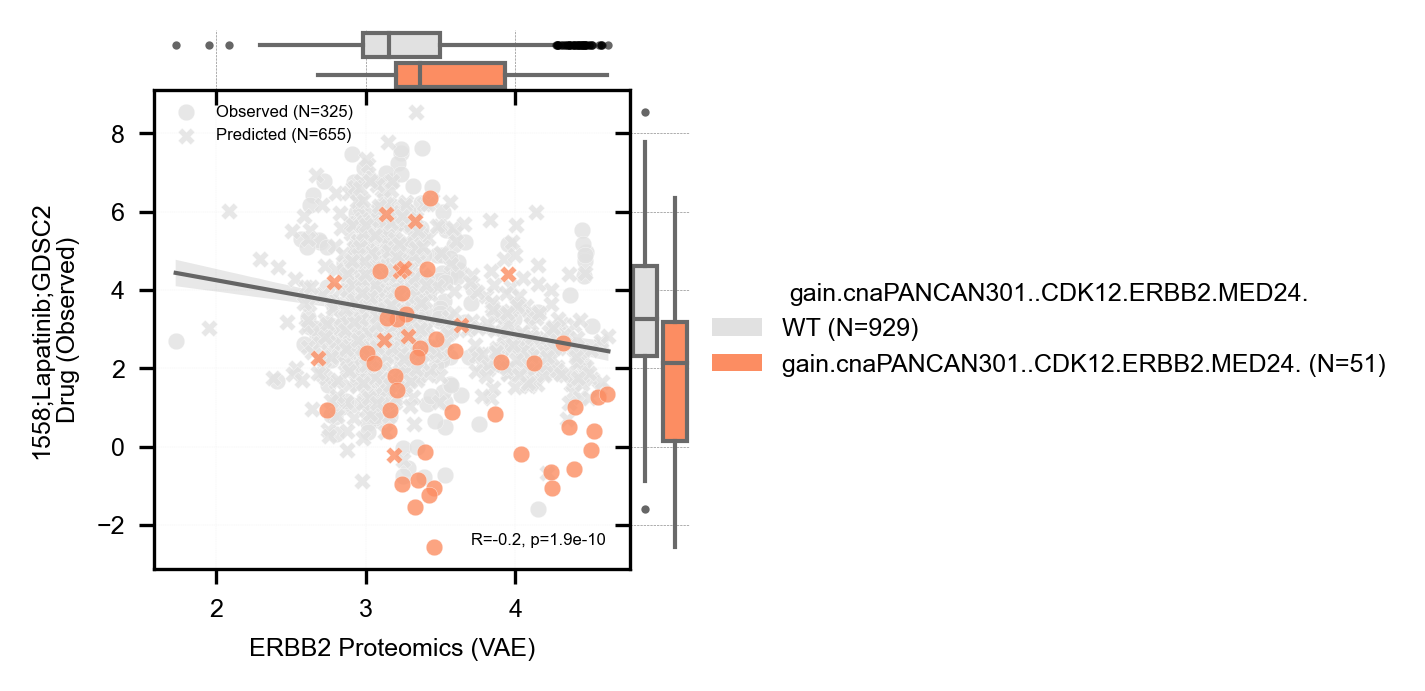 Observed (N=325)
Predicted (N=655)
8
6
4
2
0
−2
1558;Lapatinib;GDSC2
Drug (Observed)
R=-0.2, p=1.9e-10
2
3
4
ERBB2 Proteomics (VAE)
gain.cnaPANCAN301..CDK12.ERBB2.MED24.
WT (N=929)
gain.cnaPANCAN301..CDK12.ERBB2.MED24. (N=51)